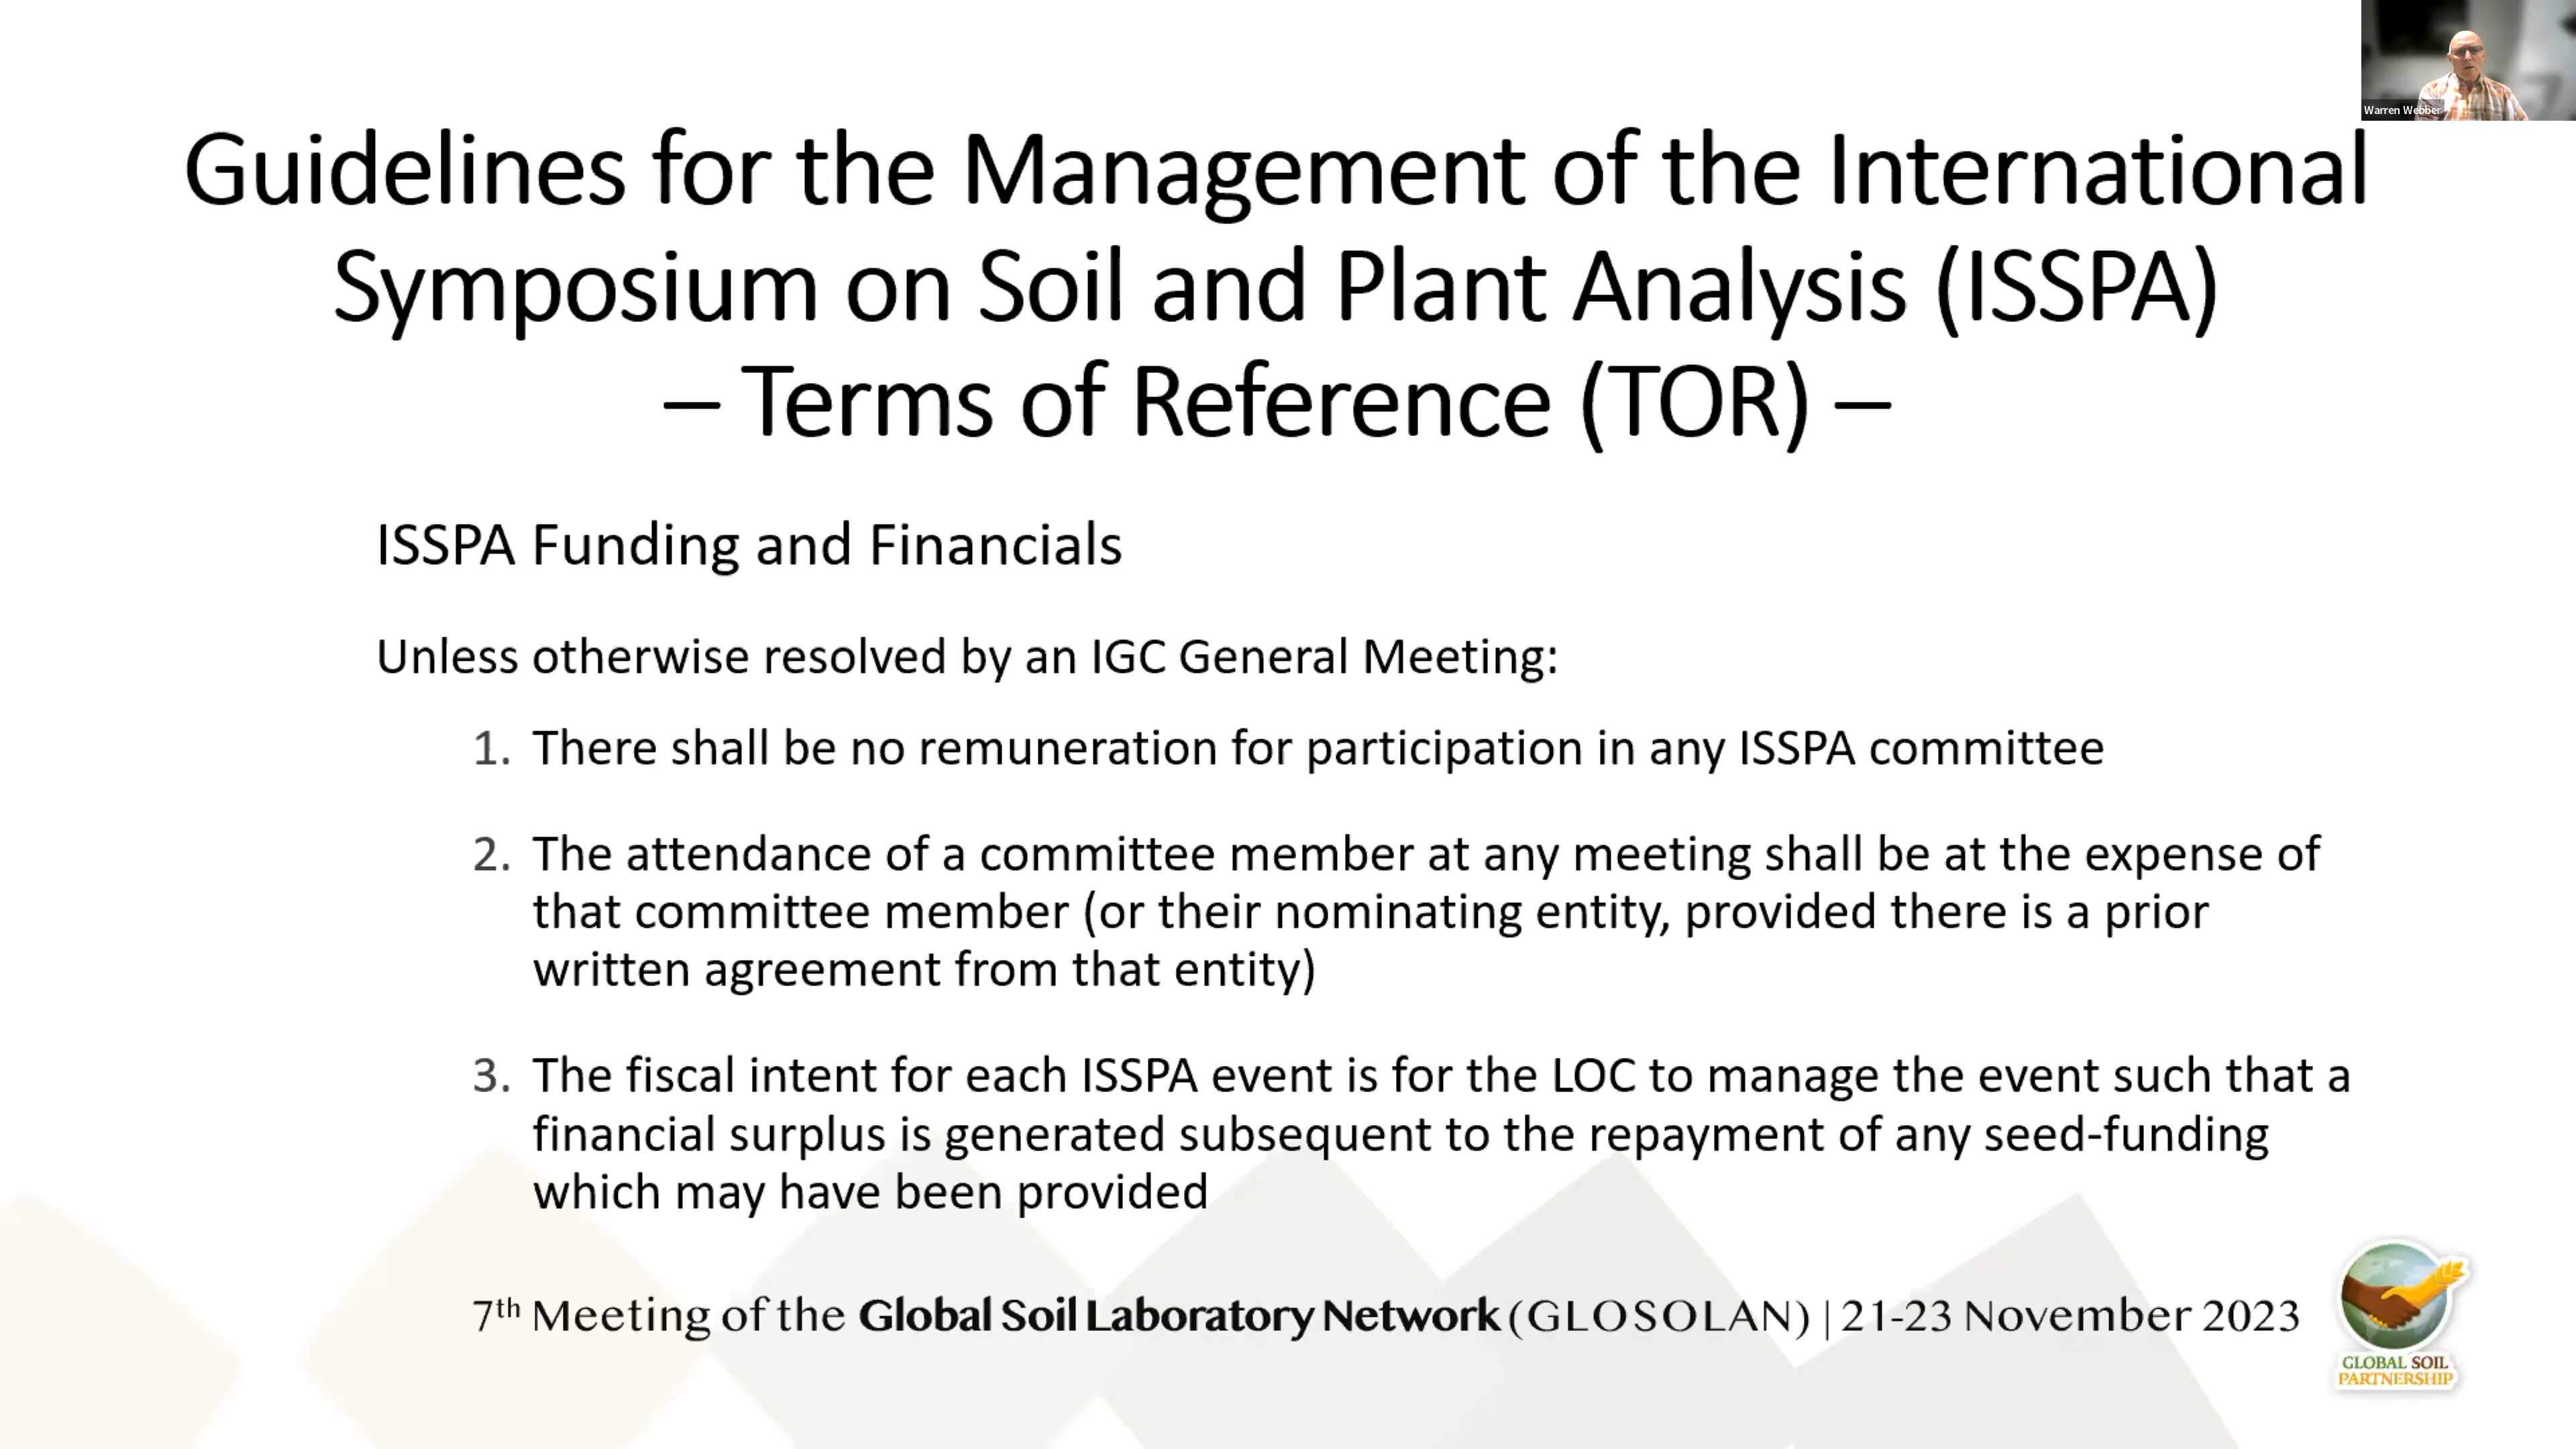 Warren Webber
Guidelines for the Management of the International
Symposium on Soil and Plant Analysis (ISSPA)
– Terms of Reference (TOR) –
ISSPA Funding and Financials
Unless otherwise resolved by an IGC General Meeting:
1. There shall be no remuneration for participation in any ISSPA committee
2. The attendance of a committee member at any meeting shall be at the expense of
that committee member (or their nominating entity, provided there is a prior
written agreement from that entity)
3. The fiscal intent for each ISSPA event is for the LOC to manage the event such that a
financial surplus is generated subsequent to the repayment of any seed-funding
which may have been provided
7th Meeting of the Global Soil Laboratory Network (GLOSOLAN) | 21-23 November 2023
GLOBAL SOIL
PARTNERSHIP